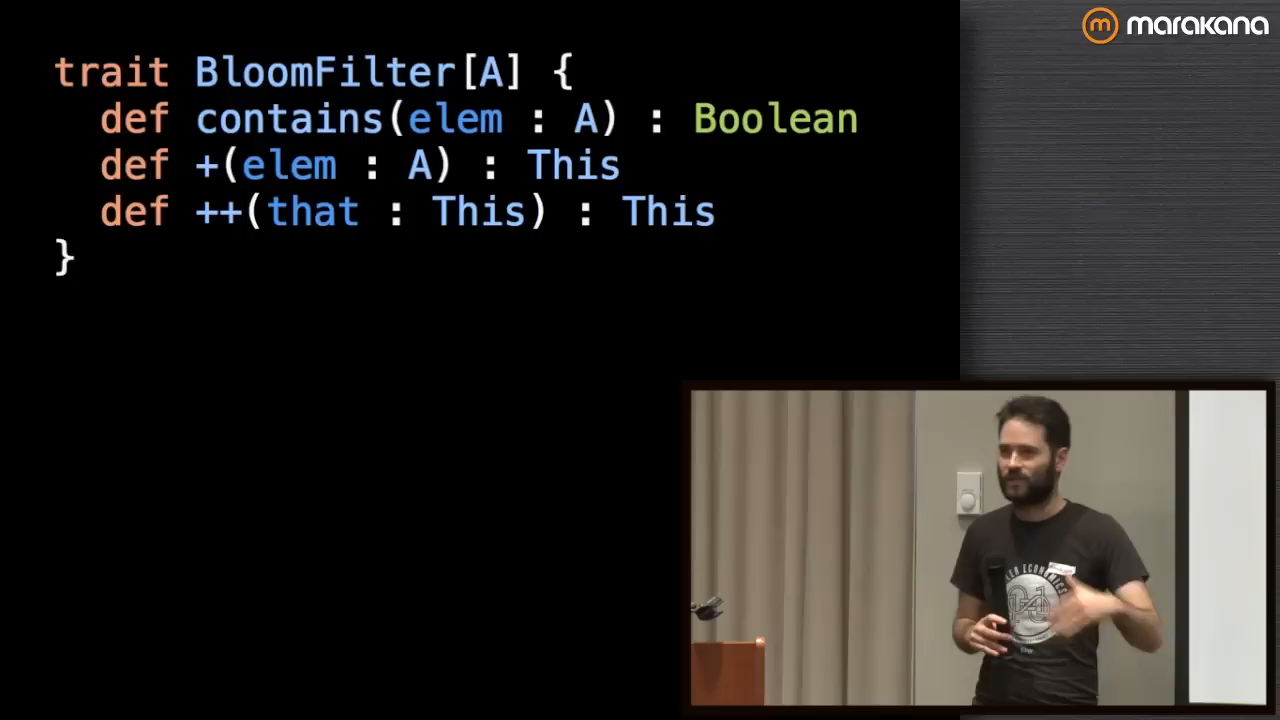 trait BloomFilter[A] {
  def contains(elem : A) : Boolean
  def +(elem : A) : This
  def ++(that : This) : This
}
m marakana